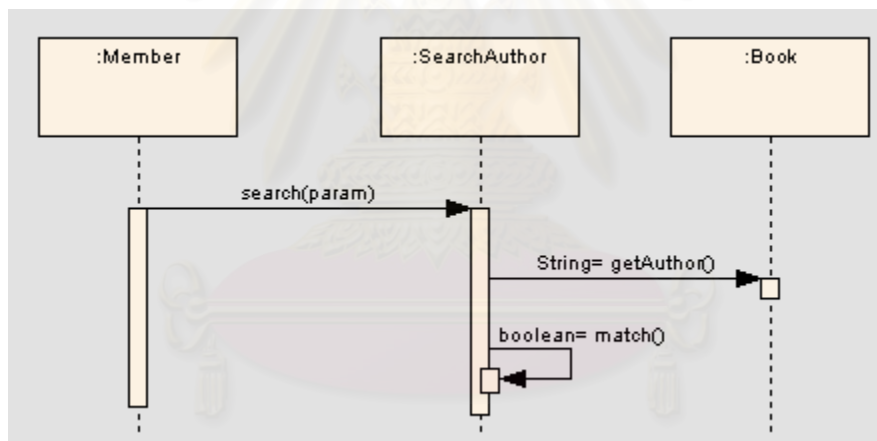 :Member
:SearchAuthor
:Book
search(param)
String= getAuthor()
boolean= match()